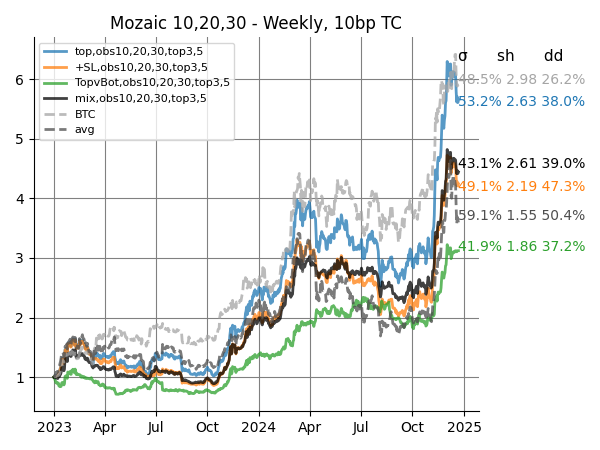 Mozaic 10,20,30 - Weekly, 10bp TC
top,obs10,20,30,top3,5
+SL,obs10,20,30,top3,5
TopvBot,obs10,20,30,top3,5
mix,obs10,20,30,top3,5
BTC
avg
σ sh dd
48.5% 2.98 26.2%
53.2% 2.63 38.0%
43.1% 2.61 39.0%
49.1% 2.19 47.3%
59.1% 1.55 50.4%
41.9% 1.86 37.2%
6
5
4
3
2
1
2023 Apr Jul Oct 2024 Apr Jul Oct 2025